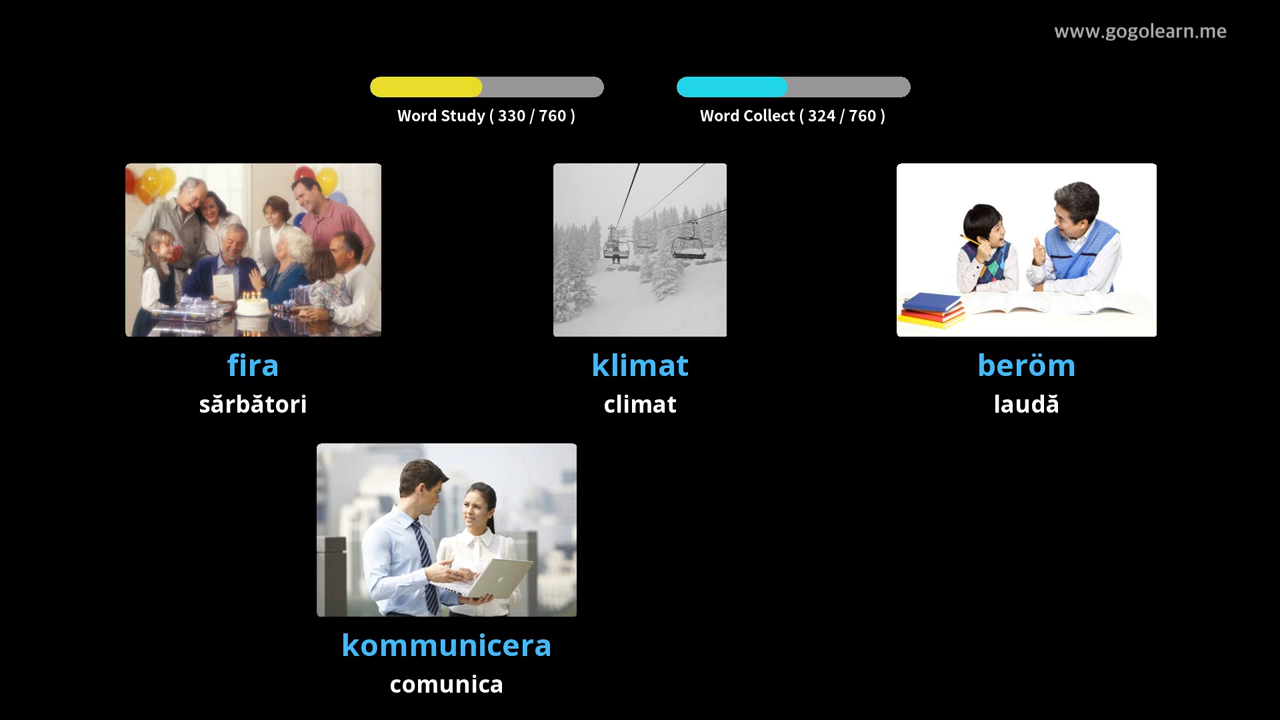 www.gogolearn.me
Word Study ( 330 / 760 )
Word Collect ( 324 / 760 )
fira
sărbători
klimat
climat
beröm
laudă
kommunicera
comunica